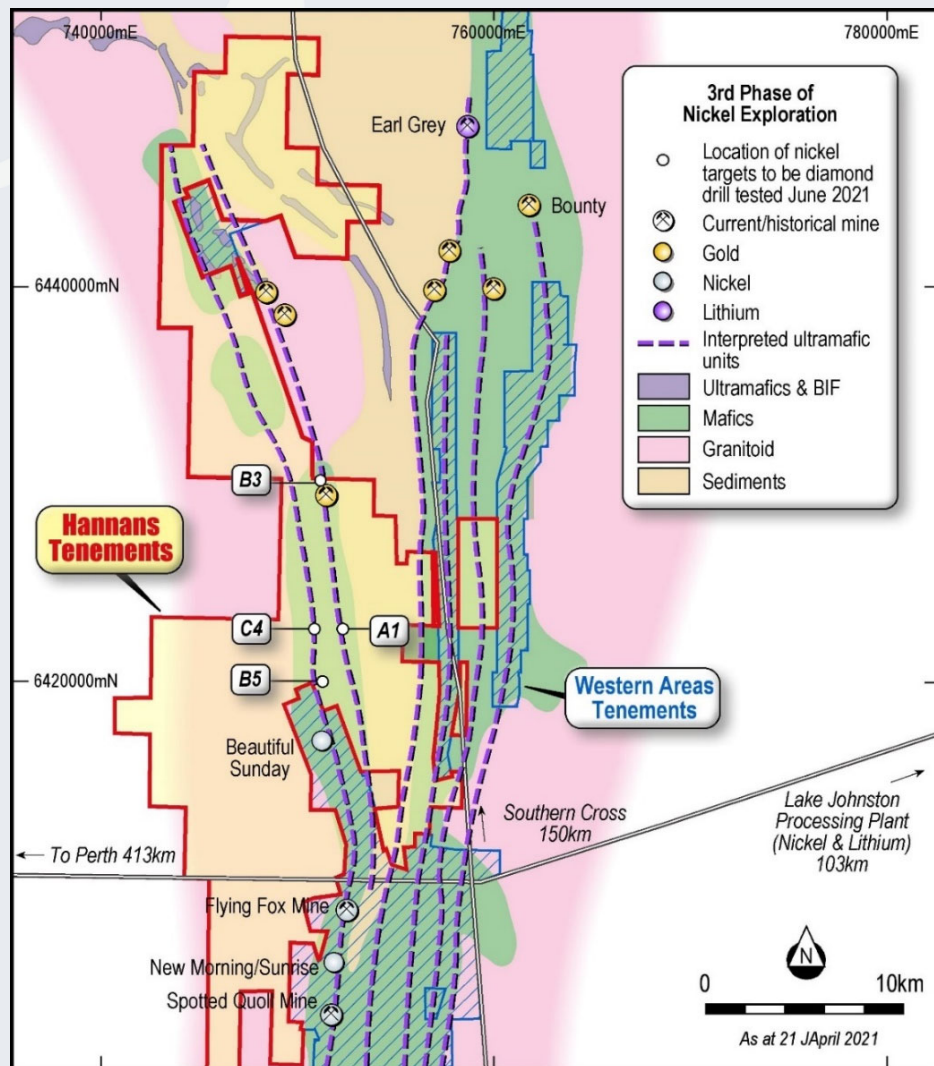 740000mE
760000mE
780000mE
3rd Phase of
Nickel Exploration
Location of nickel
targets to be diamond
drill tested June 2021
Current/historical mine
Gold
Nickel
Lithium
Interpreted ultramafic
units
Ultramafics & BIF
Mafics
Granitoid
Sediments
Earl Grey
Bounty
6440000mN
B3
Hannans
Tenements
C4
A1
B5
6420000mN
Western Areas
Tenements
Beautiful
Sunday
Southern Cross
150km
Lake Johnston
Processing Plant
(Nickel & Lithium)
103km
To Perth 413km
Flying Fox Mine
New Morning/Sunrise
Spotted Quoll Mine
N
0 10km
As at 21 JApril 2021